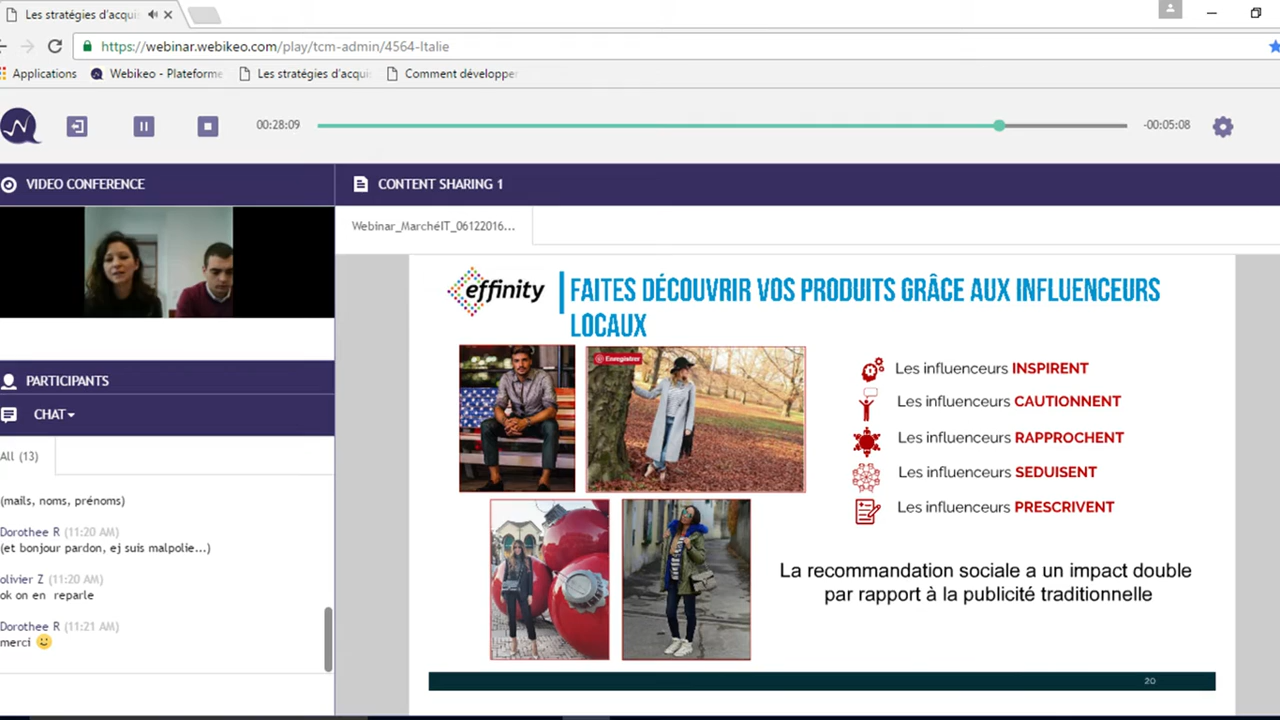 Les stratégies d'acquis
https://webinar.webikeo.com/play/tcm-admin/4564-Italie
Applications
Webikeo - Plateforme
Les stratégies d'acqui
Comment développer
00:28:09
-00:05:08
VIDEO CONFERENCE
CONTENT SHARING 1
Webinar_MarchéIT_06122016...
effinity
FAITES DÉCOUVRIR VOS PRODUITS GRÂCE AUX INFLUENCEURS
LOCAUX
Enregistrer
Les influenceurs INSPIRENT
Les influenceurs CAUTIONNENT
Les influenceurs RAPPROCHENT
Les influenceurs SEDUISENT
Les influenceurs PRESCRIVENT
La recommandation sociale a un impact double
par rapport à la publicité traditionnelle
20
PARTICIPANTS
CHAT
All (13)
(mails, noms, prénoms)
Dorothee R (11:20 AM)
(et bonjour pardon, ej suis malpolie...)
olivier Z (11:20 AM)
ok on en reparle
Dorothee R (11:21 AM)
merci